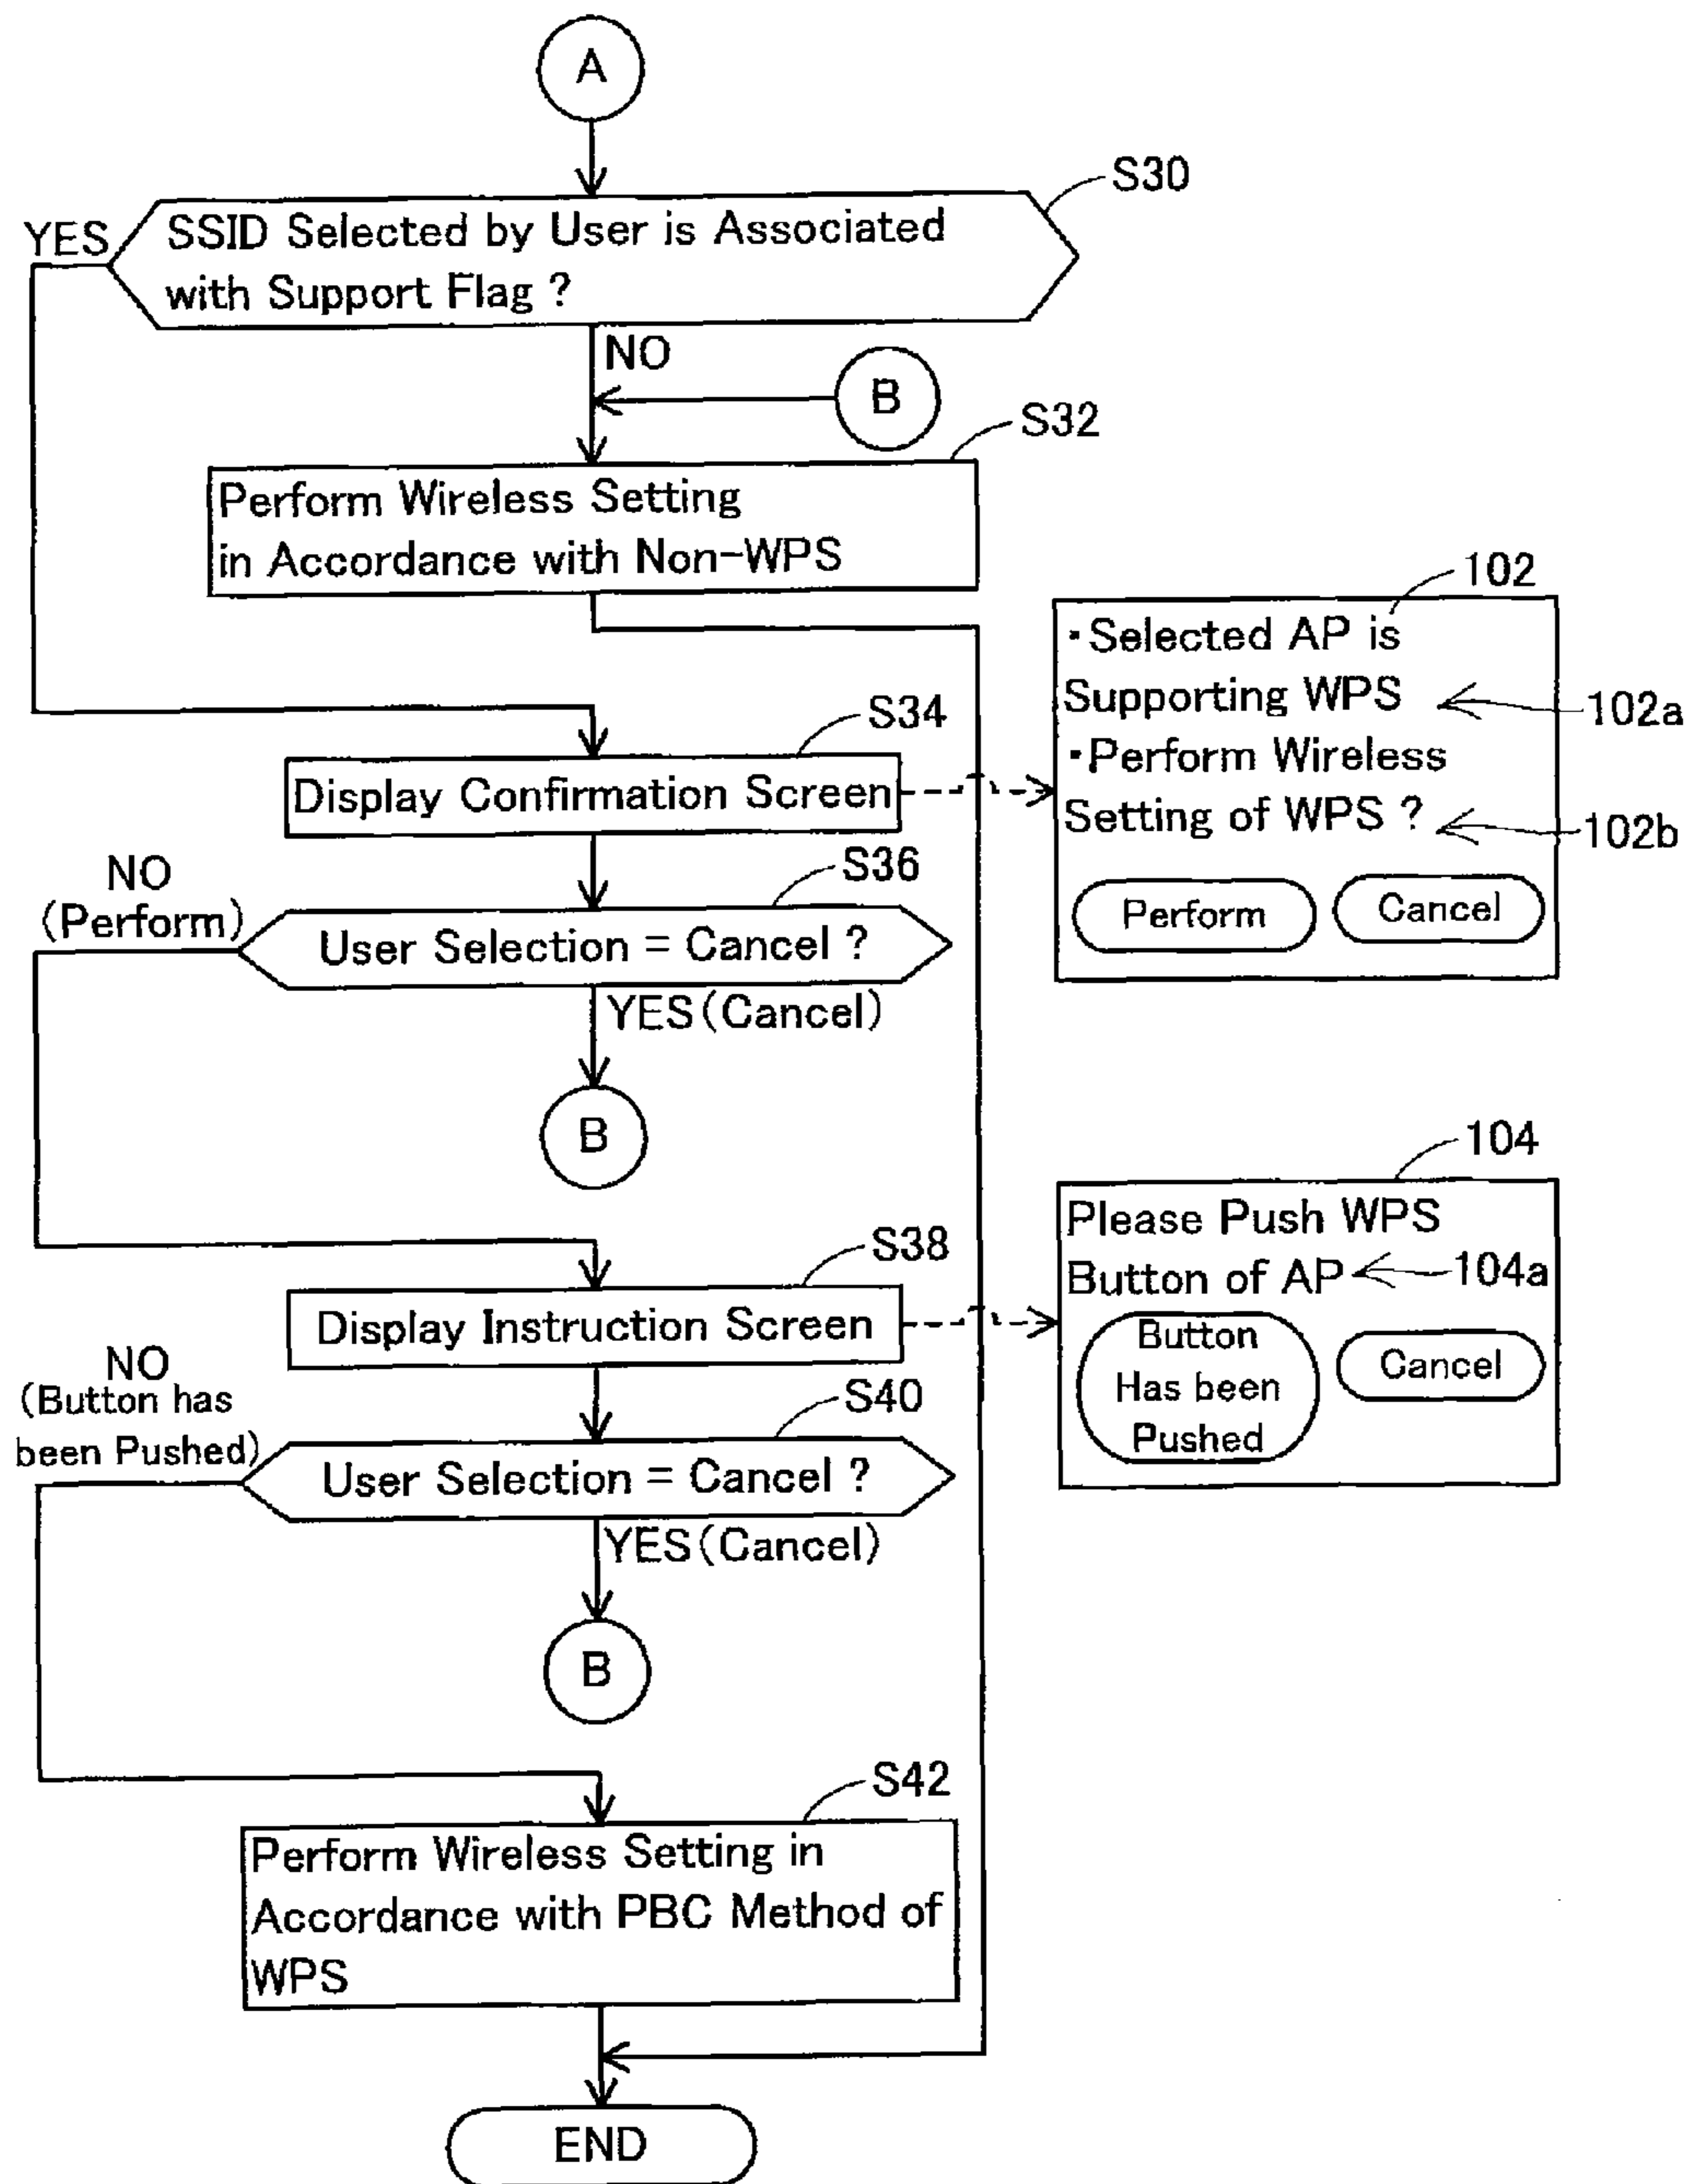 A
S30
YES
SSID Selected by User is Associated
with Support Flag ?
NO
B
S32
Perform Wireless Setting
in Accordance with Non-WPS
102
・Selected AP is
Supporting WPS
102a
・Perform Wireless
Setting of WPS ?
102b
Perform
Cancel
S34
Display Confirmation Screen
S36
NO
(Perform)
User Selection = Cancel ?
YES(Cancel)
B
104
Please Push WPS
Button of AP
104a
Button
Has been
Pushed
Cancel
S38
Display Instruction Screen
NO
(Button has
been Pushed)
S40
User Selection = Cancel ?
YES(Cancel)
B
S42
Perform Wireless Setting in
Accordance with PBC Method of
WPS
END